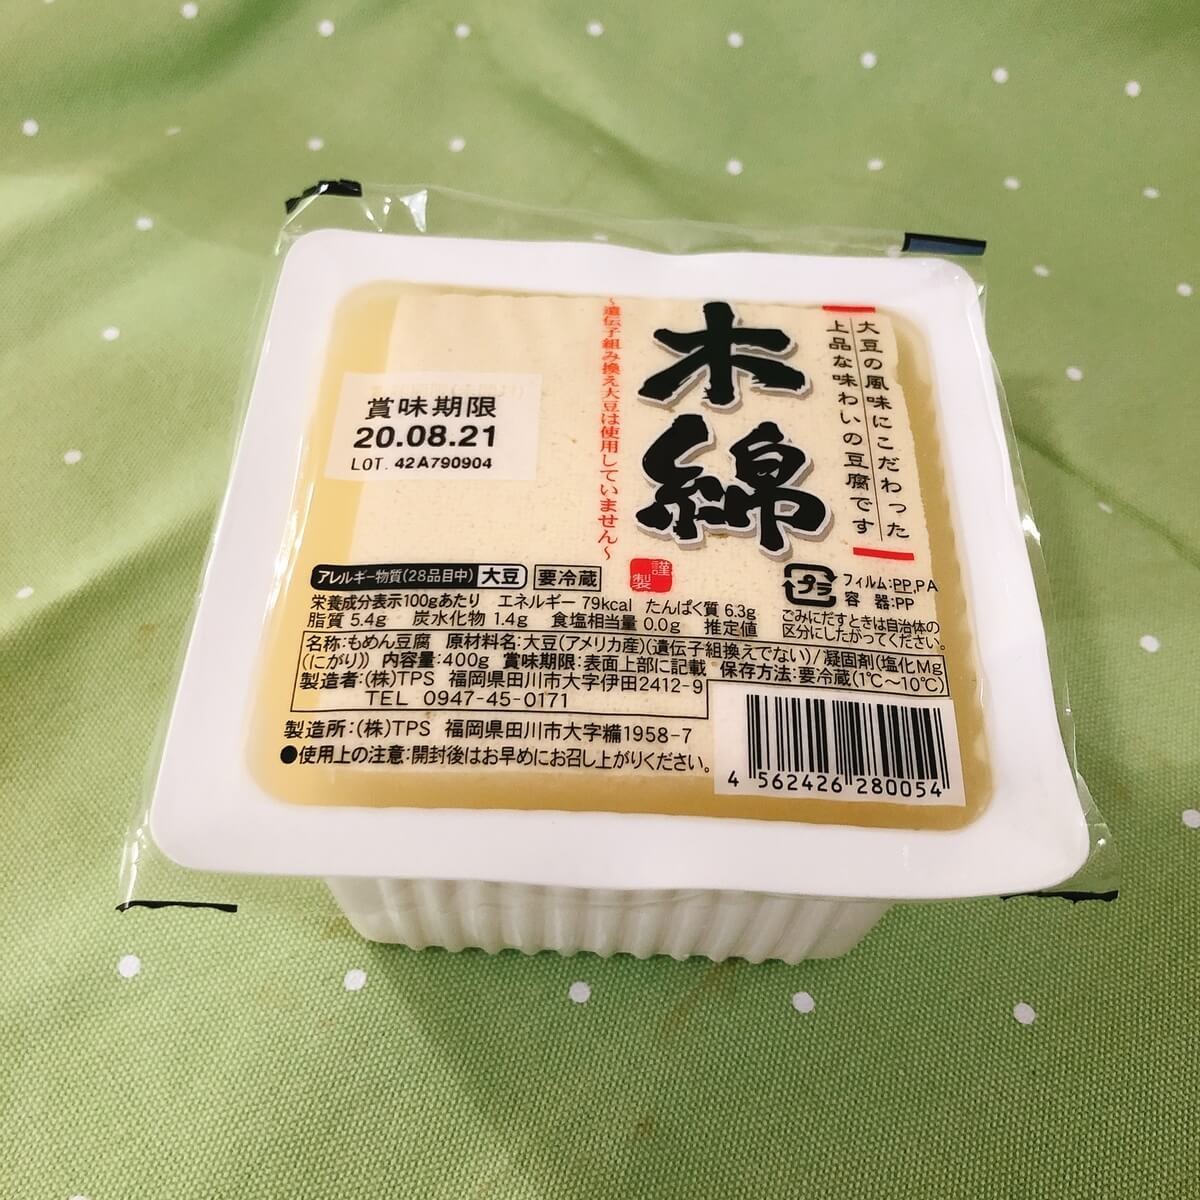 大豆の風味にこだわった
上品な味わいの豆腐です
木綿
~遺伝子組み換え大豆は使用していません~
賞味期限
20.08.21
LOT. 42A790904
謹製
アレルギー物質(28品目中) 大豆 要冷蔵
栄養成分表示100gあたり エネルギー 79kcal たんぱく質 6.3g
脂質 5.4g 炭水化物 1.4g 食塩相当量 0.0g 推定値
プラ
フィルム:PP,PA
容 器:PP
ごみにだすときは自治体の
区分にしたがってください。
名称:もめん豆腐 原材料名:大豆(アメリカ産)(遺伝子組換えでない)/凝固剤(塩化Mg
(にがり)) 内容量:400g 賞味期限:表面上部に記載 保存方法:要冷蔵(1℃~10℃)
製造者:(株)TPS 福岡県田川市大字伊田2412-9
TEL 0947-45-0171
製造所:(株)TPS 福岡県田川市大字糒1958-7
●使用上の注意:開封後はお早めにお召し上がりください。
4 562426 280054